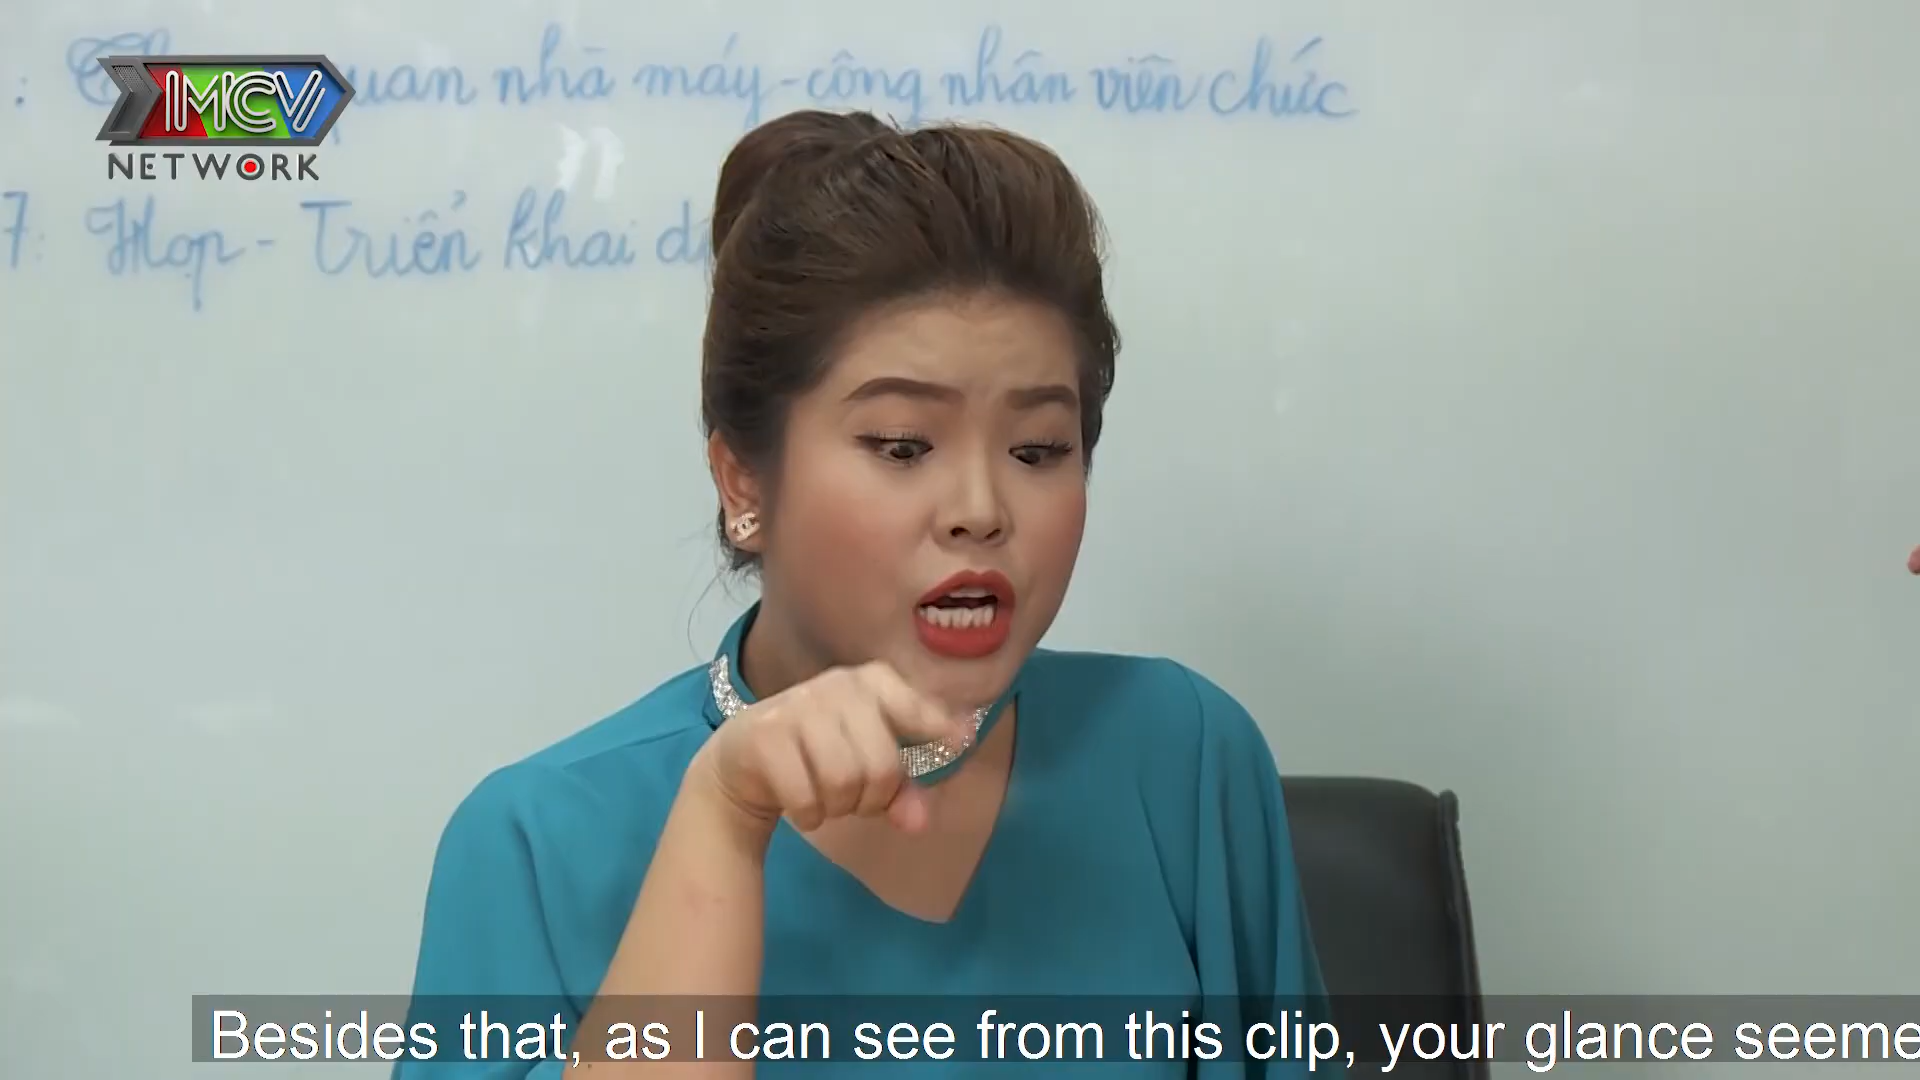 : quan nhà máy - công nhân viên chức
MCV
NETWORK
7: Họp - Triển khai
Besides that, as I can see from this clip, your glance seeme